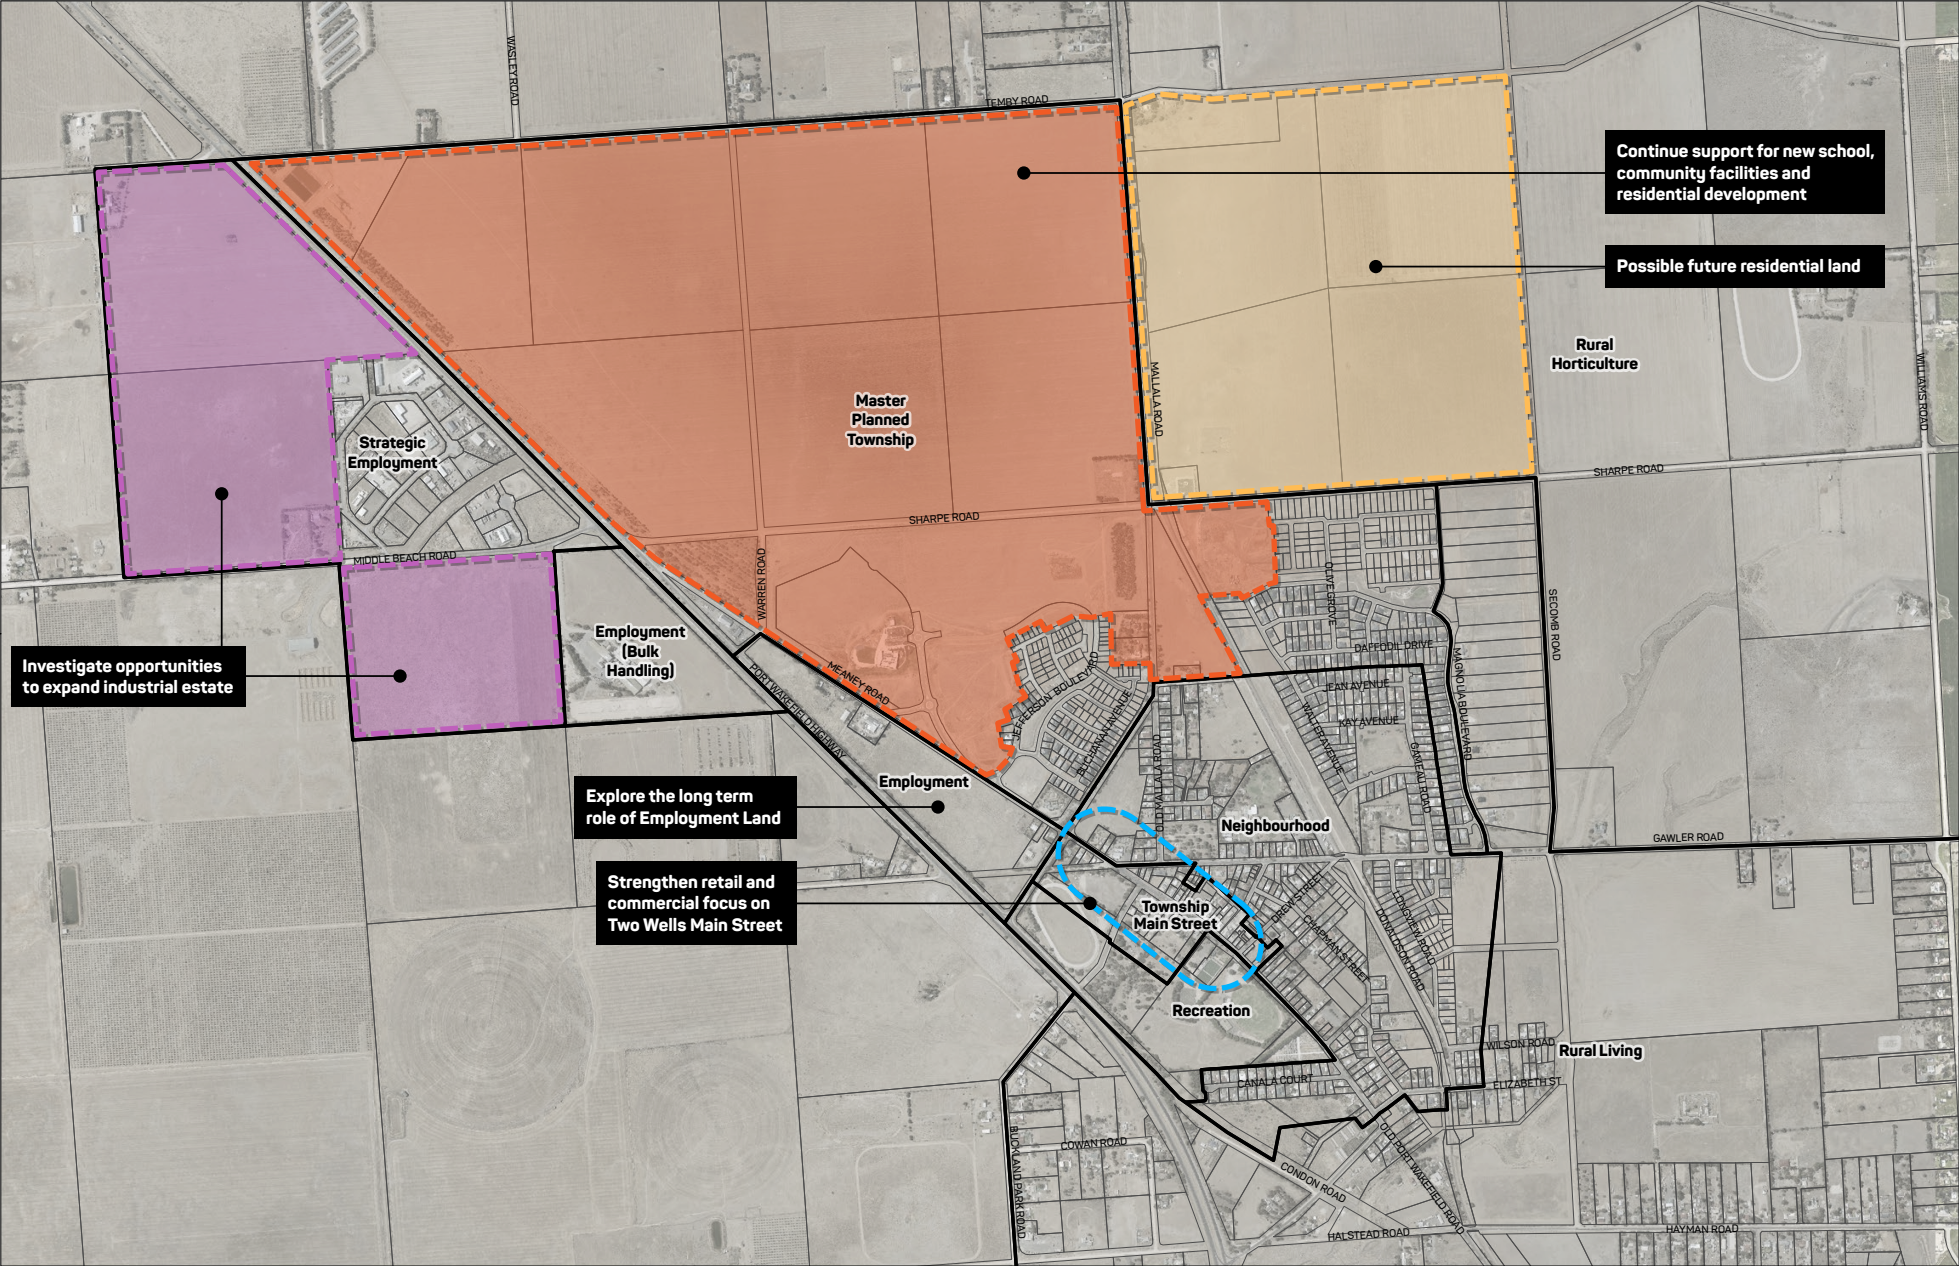 WASLEY ROAD
TEMBY ROAD
Continue support for new school,
community facilities and
residential development
Possible future residential land
Rural
Horticulture
WILLIAMS ROAD
MALLALA ROAD
Master
Planned
Township
Strategic
Employment
SHARPE ROAD
SHARPE ROAD
MIDDLE BEACH ROAD
WARREN ROAD
OLIVE GROVE
SECOMB ROAD
Employment
(Bulk
Handling)
Investigate opportunities
to expand industrial estate
DAFFODIL DRIVE
MAGNOLIA BOULEVARD
JEAN AVENUE
KAY AVENUE
WALTER AVENUE
GAMEAU ROAD
MEANEY ROAD
PORT WAKEFIELD HIGHWAY
JEFFERSON BOULEVARD
BUCHANAN AVENUE
OLD MALLALA ROAD
Employment
Explore the long term
role of Employment Land
Neighbourhood
GAWLER ROAD
Strengthen retail and
commercial focus on
Two Wells Main Street
Township
Main Street
DREW STREET
CHAPMAN STREET
LONGVIEW ROAD
DONALDSON ROAD
Recreation
WILSON ROAD
Rural Living
ELIZABETH ST
CANALA COURT
BUCKLAND PARK ROAD
COWAN ROAD
CONDON ROAD
OLD PORT WAKEFIELD ROAD
HALSTEAD ROAD
HAYMAN ROAD